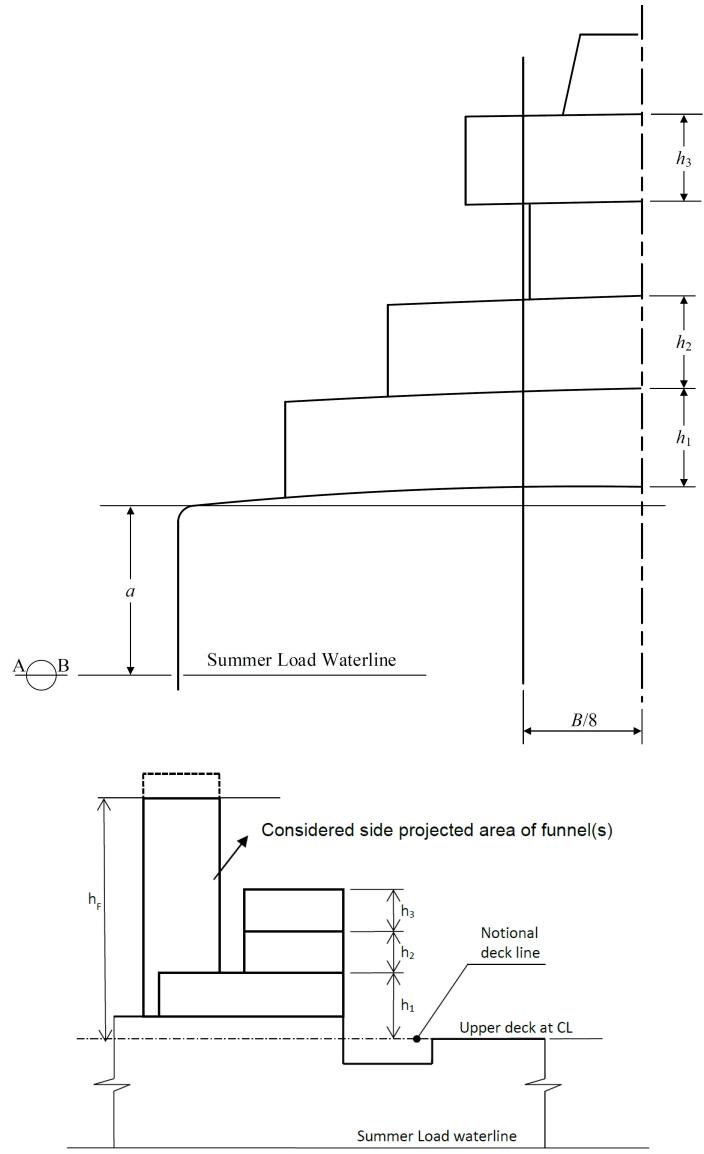 h3
h2
h1
a
A B
Summer Load Waterline
B/8
Considered side projected area of funnel(s)
hF
h3
h2
h1
Notional
deck line
Upper deck at CL
Summer Load waterline